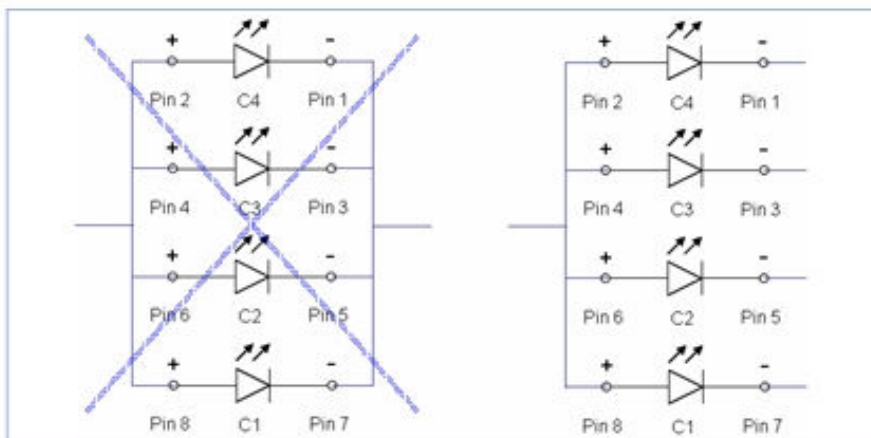 + - + -
Pin 2 C4 Pin 1 Pin 2 C4 Pin 1
+ - + -
Pin 4 C3 Pin 3 Pin 4 C3 Pin 3
+ - + -
Pin 6 C2 Pin 5 Pin 6 C2 Pin 5
+ - + -
Pin 8 C1 Pin 7 Pin 8 C1 Pin 7